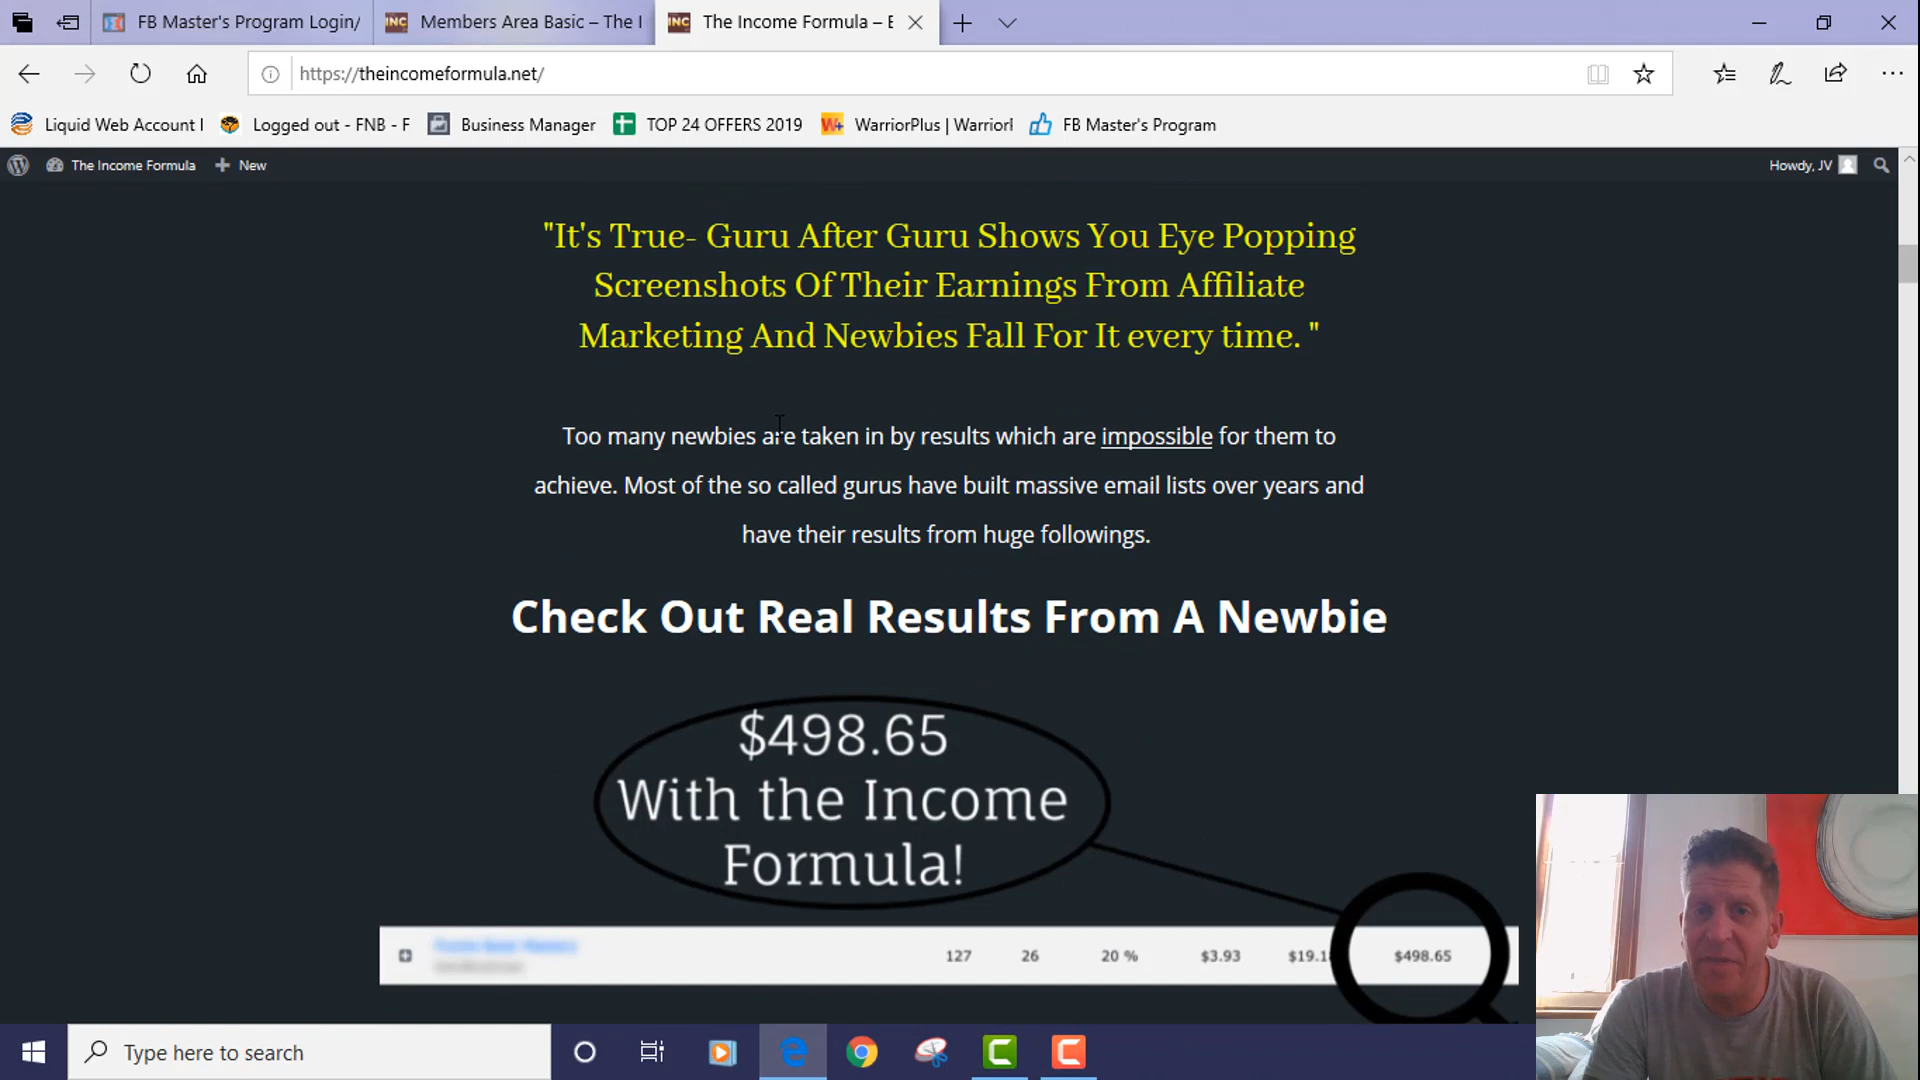 FB Master's Program Login/
Members Area Basic – The I
The Income Formula – E
https://theincomeformula.net/
Liquid Web Account I
Logged out - FNB - F
Business Manager
TOP 24 OFFERS 2019
WarriorPlus | WarriorI
FB Master's Program
The Income Formula
New
Howdy, JV
"It's True- Guru After Guru Shows You Eye Popping
Screenshots Of Their Earnings From Affiliate
Marketing And Newbies Fall For It every time. "
Too many newbies are taken in by results which are impossible for them to
achieve. Most of the so called gurus have built massive email lists over years and
have their results from huge followings.
Check Out Real Results From A Newbie
$498.65
With the Income
Formula!
127 26 20 % $3.93 $19.1 $498.65
Type here to search